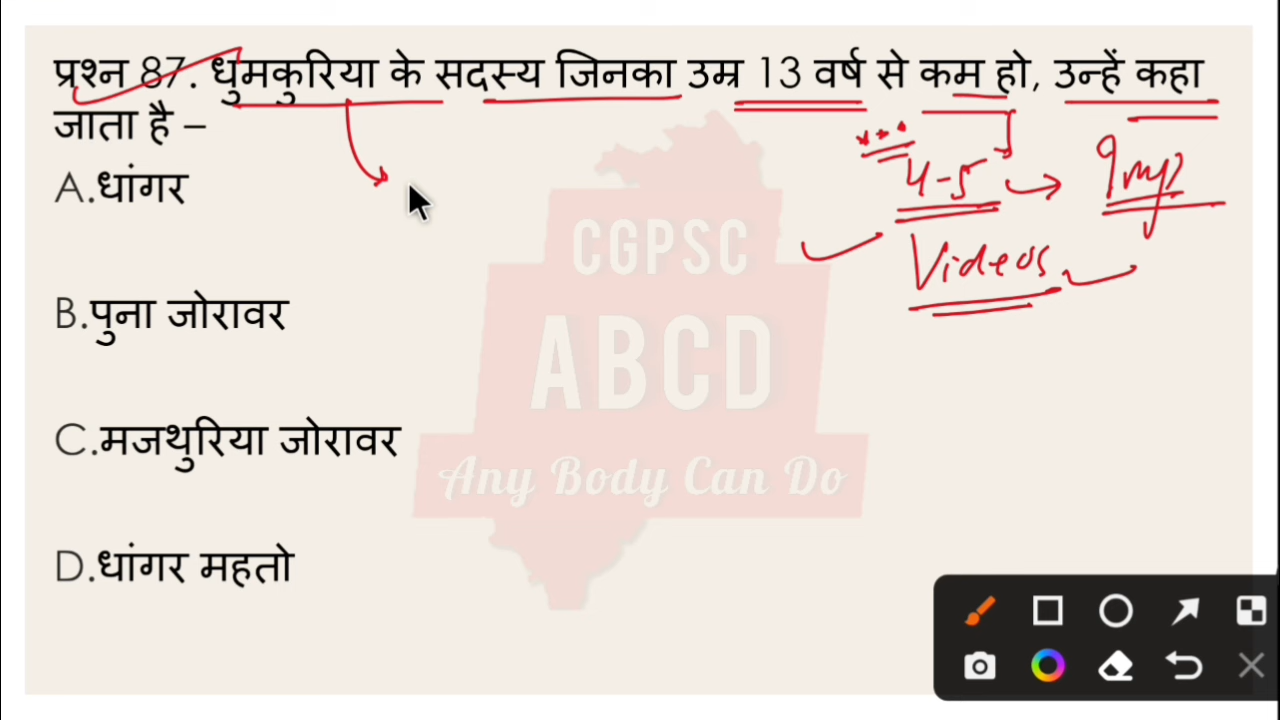 प्रश्न 87. धुमकुरिया के सदस्य जिनका उम्र 13 वर्ष से कम हो, उन्हें कहा
जाता है –
A.धांगर
4-5 → Imp
Videos
B.पुना जोरावर
C.मजथुरिया जोरावर
D.धांगर महतो
CGPSC
ABCD
Any Body Can Do